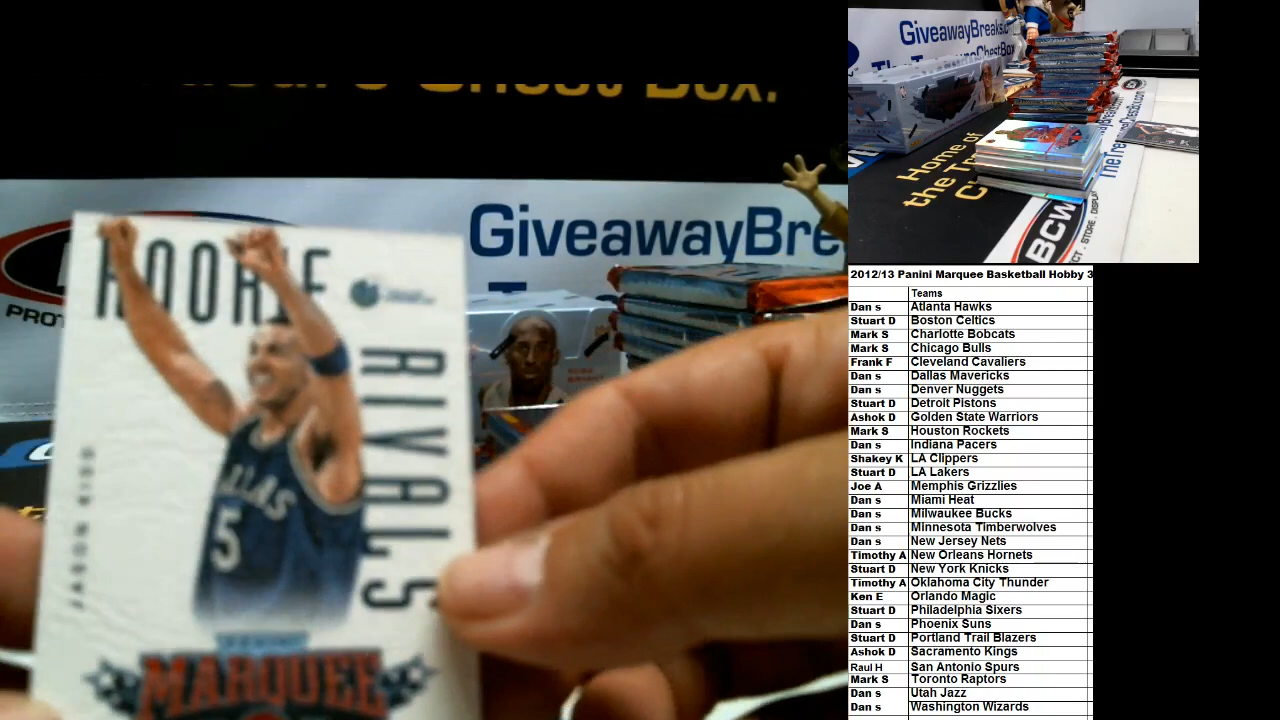 GiveawayBre
ROOKIE
RIVALS
JASON KIDD
DALLAS
5
PANINI
MARQUEE
PROT
GiveawayBreaks
Home of
the Tr
BCW
2012/13 Panini Marquee Basketball Hobby 3
Teams
Dan s Atlanta Hawks
Stuart D Boston Celtics
Mark S Charlotte Bobcats
Mark S Chicago Bulls
Frank F Cleveland Cavaliers
Dan s Dallas Mavericks
Dan s Denver Nuggets
Stuart D Detroit Pistons
Ashok D Golden State Warriors
Mark S Houston Rockets
Dan s Indiana Pacers
Shakey K LA Clippers
Stuart D LA Lakers
Joe A Memphis Grizzlies
Dan s Miami Heat
Dan s Milwaukee Bucks
Dan s Minnesota Timberwolves
Dan s New Jersey Nets
Timothy A New Orleans Hornets
Stuart D New York Knicks
Timothy A Oklahoma City Thunder
Ken E Orlando Magic
Stuart D Philadelphia Sixers
Dan s Phoenix Suns
Stuart D Portland Trail Blazers
Ashok D Sacramento Kings
Raul H San Antonio Spurs
Mark S Toronto Raptors
Dan s Utah Jazz
Dan s Washington Wizards